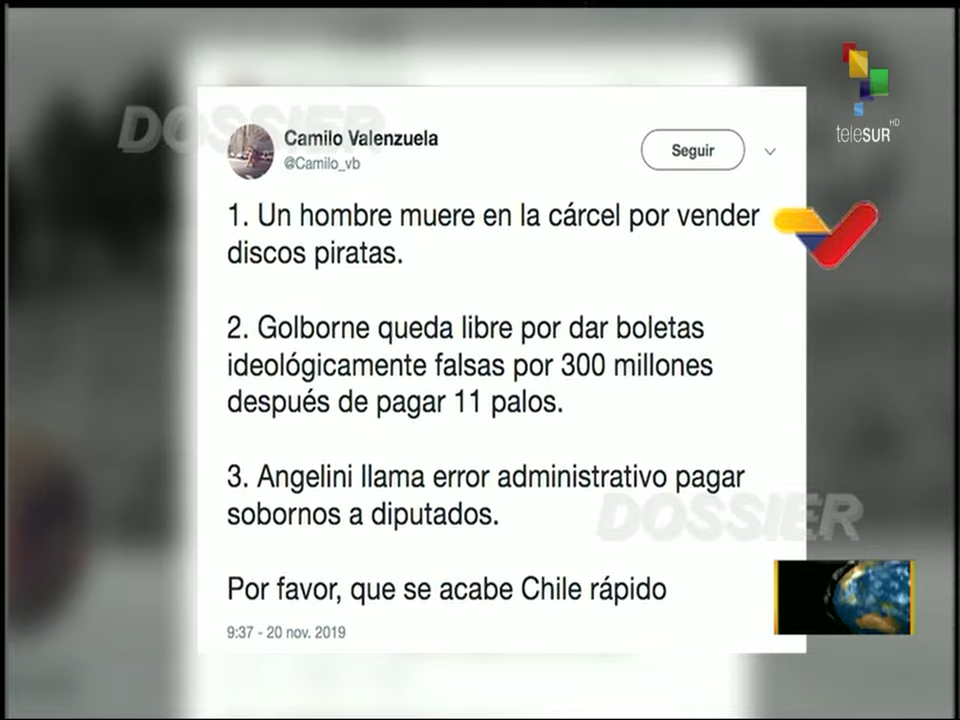 DOSSIER
teleSUR HD
Camilo Valenzuela
@Camilo_vb
Seguir
1. Un hombre muere en la cárcel por vender
discos piratas.
2. Golborne queda libre por dar boletas
ideológicamente falsas por 300 millones
después de pagar 11 palos.
3. Angelini llama error administrativo pagar
sobornos a diputados.
DOSSIER
Por favor, que se acabe Chile rápido
9:37 - 20 nov. 2019